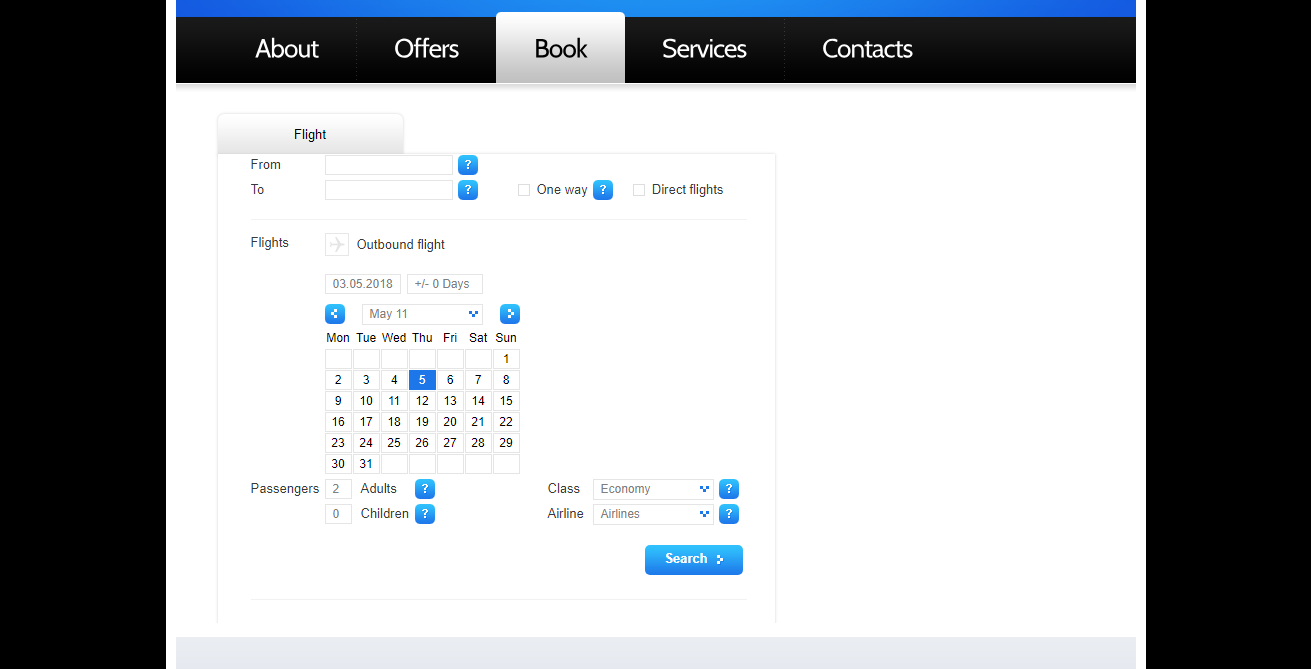 About Offers Book Services Contacts
Flight
From ?
To ? One way ? Direct flights
Flights Outbound flight
03.05.2018 +/- 0 Days
May 11
Mon Tue Wed Thu Fri Sat Sun
1
2 3 4 5 6 7 8
9 10 11 12 13 14 15
16 17 18 19 20 21 22
23 24 25 26 27 28 29
30 31
Passengers 2 Adults ? Class Economy ?
0 Children ? Airline Airlines ?
Search